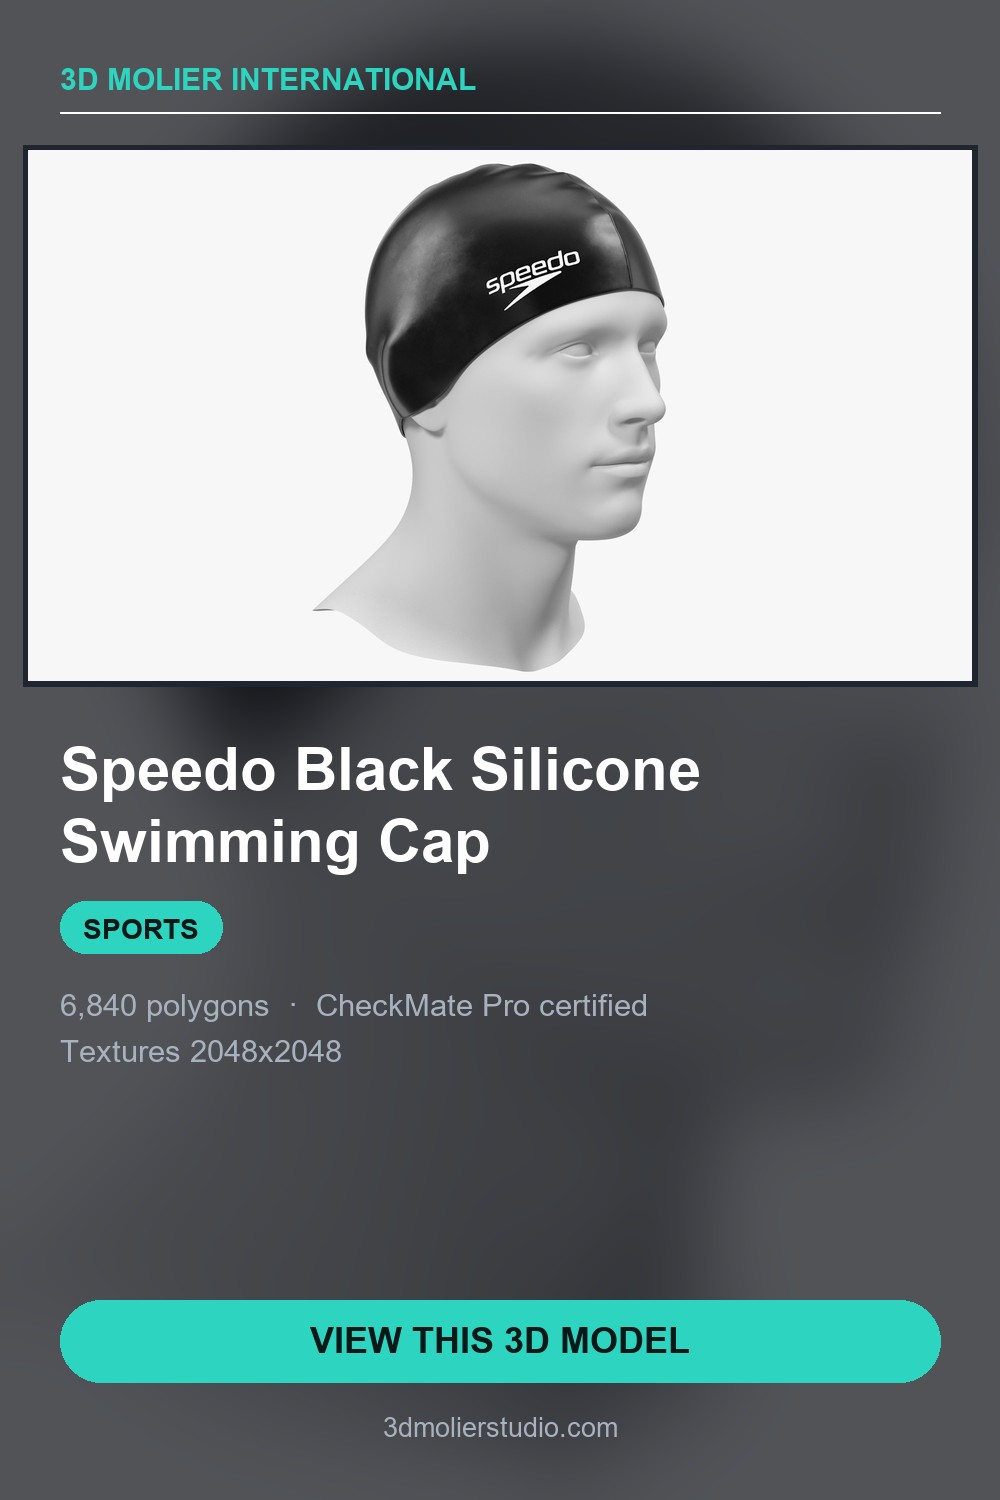 3D MOLIER INTERNATIONAL
speedo
Speedo Black Silicone
Swimming Cap
SPORTS
6,840 polygons · CheckMate Pro certified
Textures 2048x2048
VIEW THIS 3D MODEL
3dmolierstudio.com